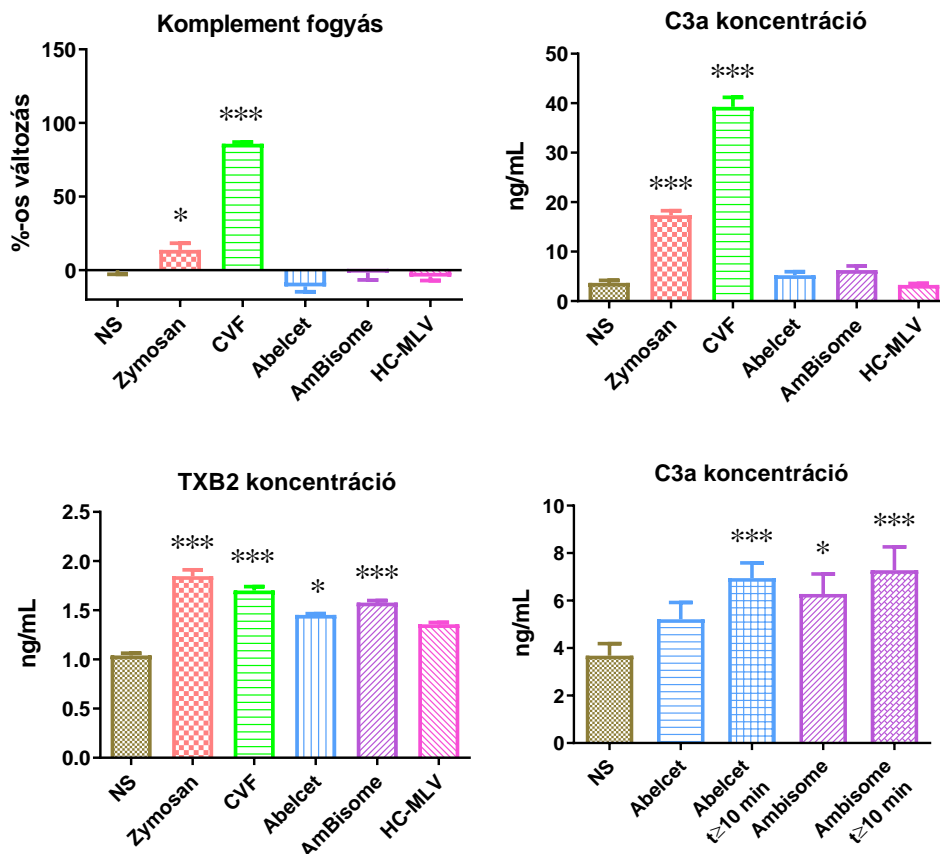 Komplement fogyás
150
100
50
0
%-os változás
*
***
NS
Zymosan
CVF
Abelcet
AmBisome
HC-MLV
C3a koncentráció
50
40
30
20
10
0
ng/mL
***
***
NS
Zymosan
CVF
Abelcet
AmBisome
HC-MLV
TXB2 koncentráció
2.5
2.0
1.5
1.0
0.5
0.0
ng/mL
***
***
*
***
NS
Zymosan
CVF
Abelcet
AmBisome
HC-MLV
C3a koncentráció
10
8
6
4
2
0
ng/mL
***
*
***
NS
Abelcet
Abelcet
t≥10 min
Ambisome
Ambisome
t≥10 min